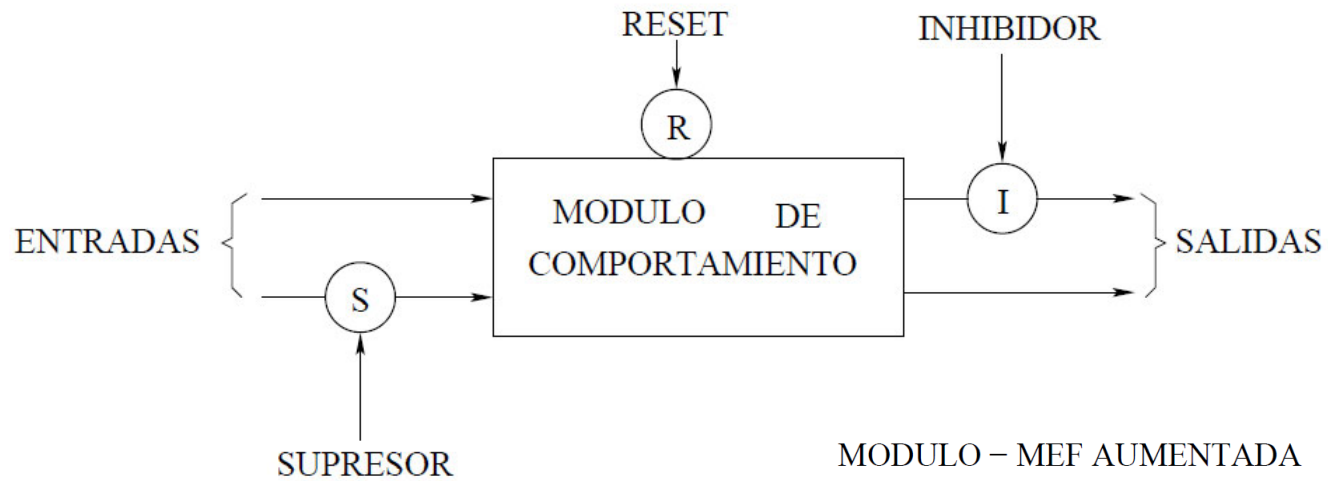 RESET
INHIBIDOR
R
MODULO DE
COMPORTAMIENTO
I
ENTRADAS
SALIDAS
S
SUPRESOR
MODULO – MEF AUMENTADA